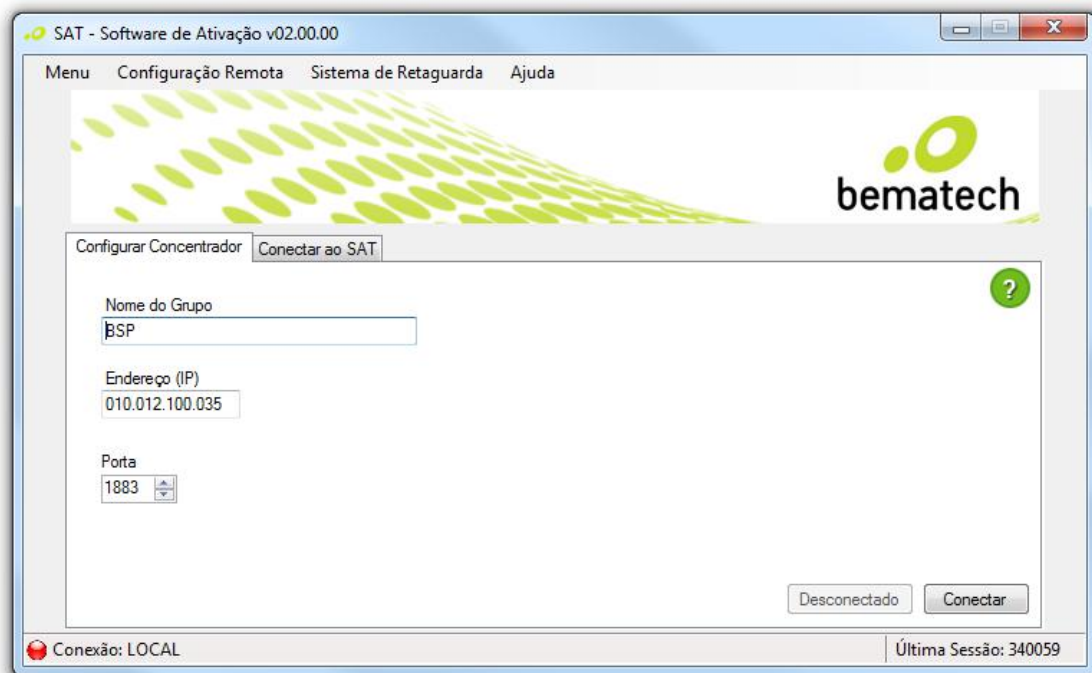 SAT - Software de Ativação v02.00.00
Menu Configuração Remota Sistema de Retaguarda Ajuda
bematech
Configurar Concentrador Conectar ao SAT
?
Nome do Grupo
BSP
Endereço (IP)
010.012.100.035
Porta
1883
Desconectado Conectar
Conexão: LOCAL Última Sessão: 340059